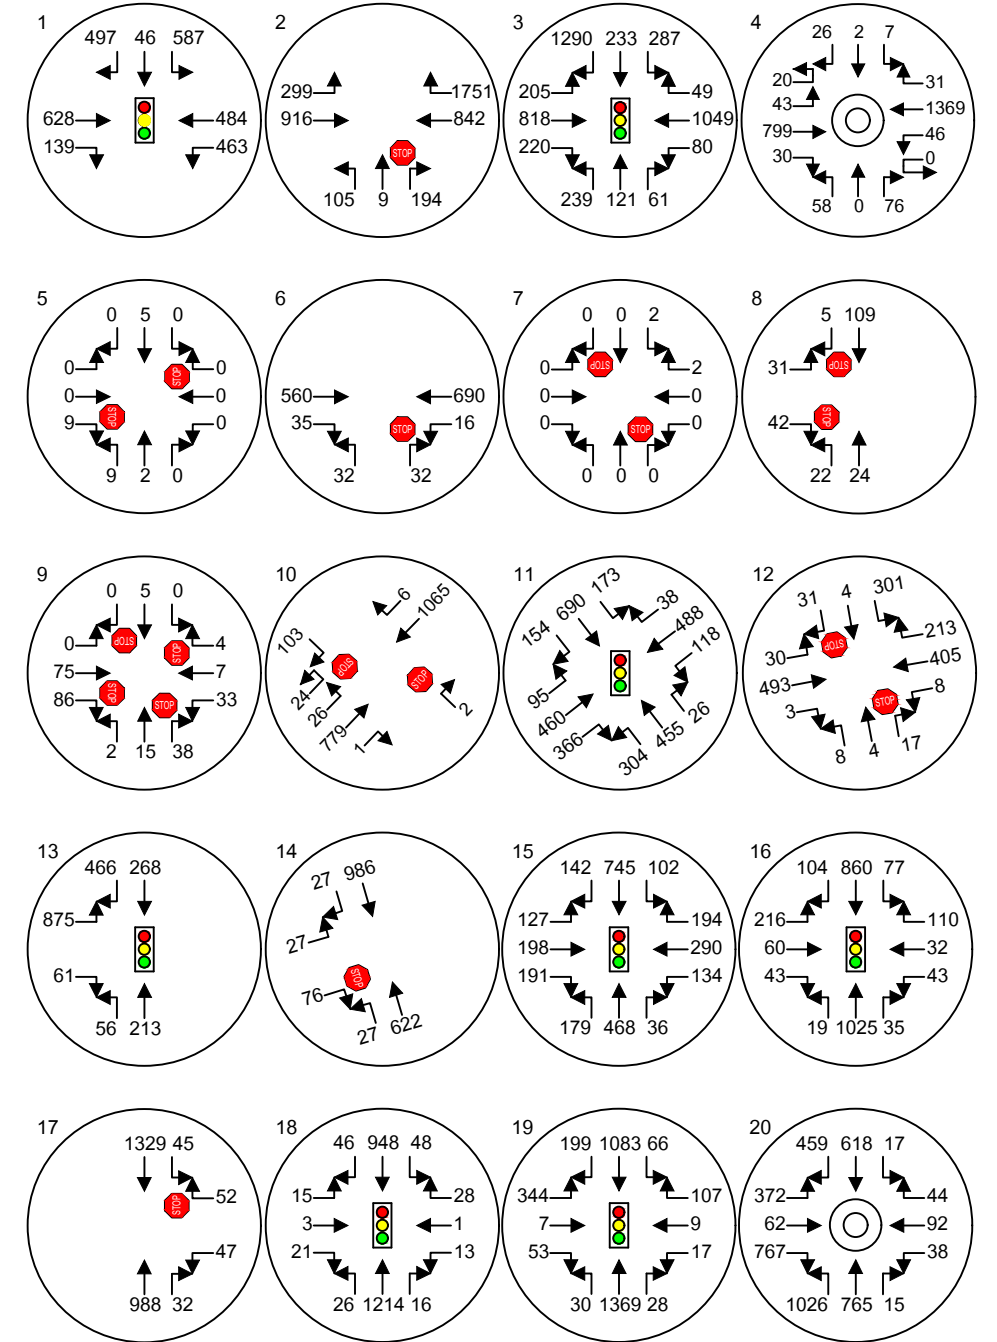 1
497 46 587
628 484
139 463
2
299 1751
916 842
STOP
105 9 194
3
1290 233 287
205 49
818 1049
220 80
239 121 61
4
26 2 7
20 31
43 1369
799 46
30 0
58 0 76
5
0 5 0
0 STOP 0
0 0
9 STOP 0
9 2 0
6
560 690
35 STOP 16
32 32
7
0 0 2
0 STOP 2
0 0
0 STOP 0
0 0 0
8
5 109
31 STOP
42 STOP
22 24
9
0 5 0
0 STOP STOP 4
75 7
86 STOP STOP 33
2 15 38
10
6 1065
103 STOP STOP
24
26 2
779
1
11
173 38
690 488
154 118
95 26
460 455
366 304
12
31 4 301
30 STOP 213
493 405
3 STOP 8
8 4 17
13
466 268
875
61
56 213
14
27 986
27
STOP
76
27 622
15
142 745 102
127 194
198 290
191 134
179 468 36
16
104 860 77
216 110
60 32
43 43
19 1025 35
17
1329 45
STOP 52
47
988 32
18
46 948 48
15 28
3 1
21 13
26 1214 16
19
199 1083 66
344 107
7 9
53 17
30 1369 28
20
459 618 17
372 44
62 92
767 38
1026 765 15